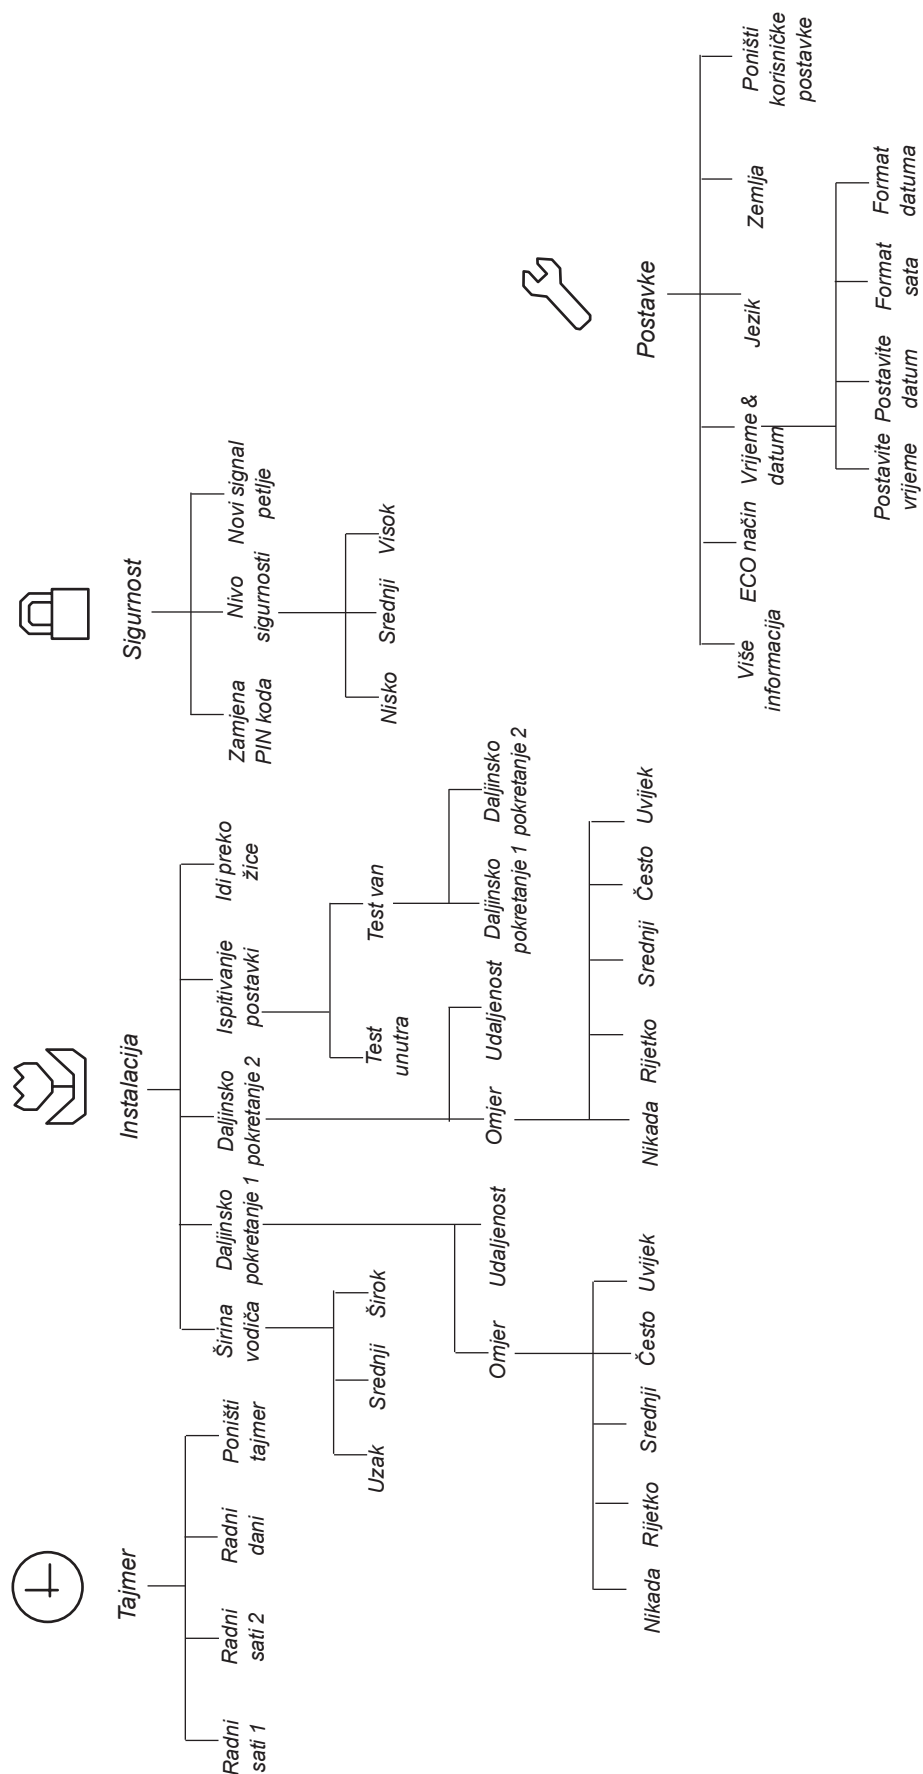 Tajmer
Radni
sati 1
Radni
sati 2
Radni
dani
Poništi
tajmer
Instalacija
Širina
vodiča
Daljinsko
pokretanje 1
Daljinsko
pokretanje 2
Ispitivanje
postavki
Idi preko
žice
Uzak
Srednji
Širok
Omjer
Udaljenost
Nikada
Rijetko
Srednji
Često
Uvijek
Omjer
Udaljenost
Nikada
Rijetko
Srednji
Često
Uvijek
Test
unutra
Test van
Daljinsko
pokretanje 1
Daljinsko
pokretanje 2
Sigurnost
Zamjena
PIN koda
Nivo
sigurnosti
Novi signal
petlje
Nisko
Srednji
Visok
Postavke
Više
informacija
ECO način
Vrijeme &
datum
Jezik
Zemlja
Poništi
korisničke
postavke
Postavite
vrijeme
Postavite
datum
Format
sata
Format
datuma